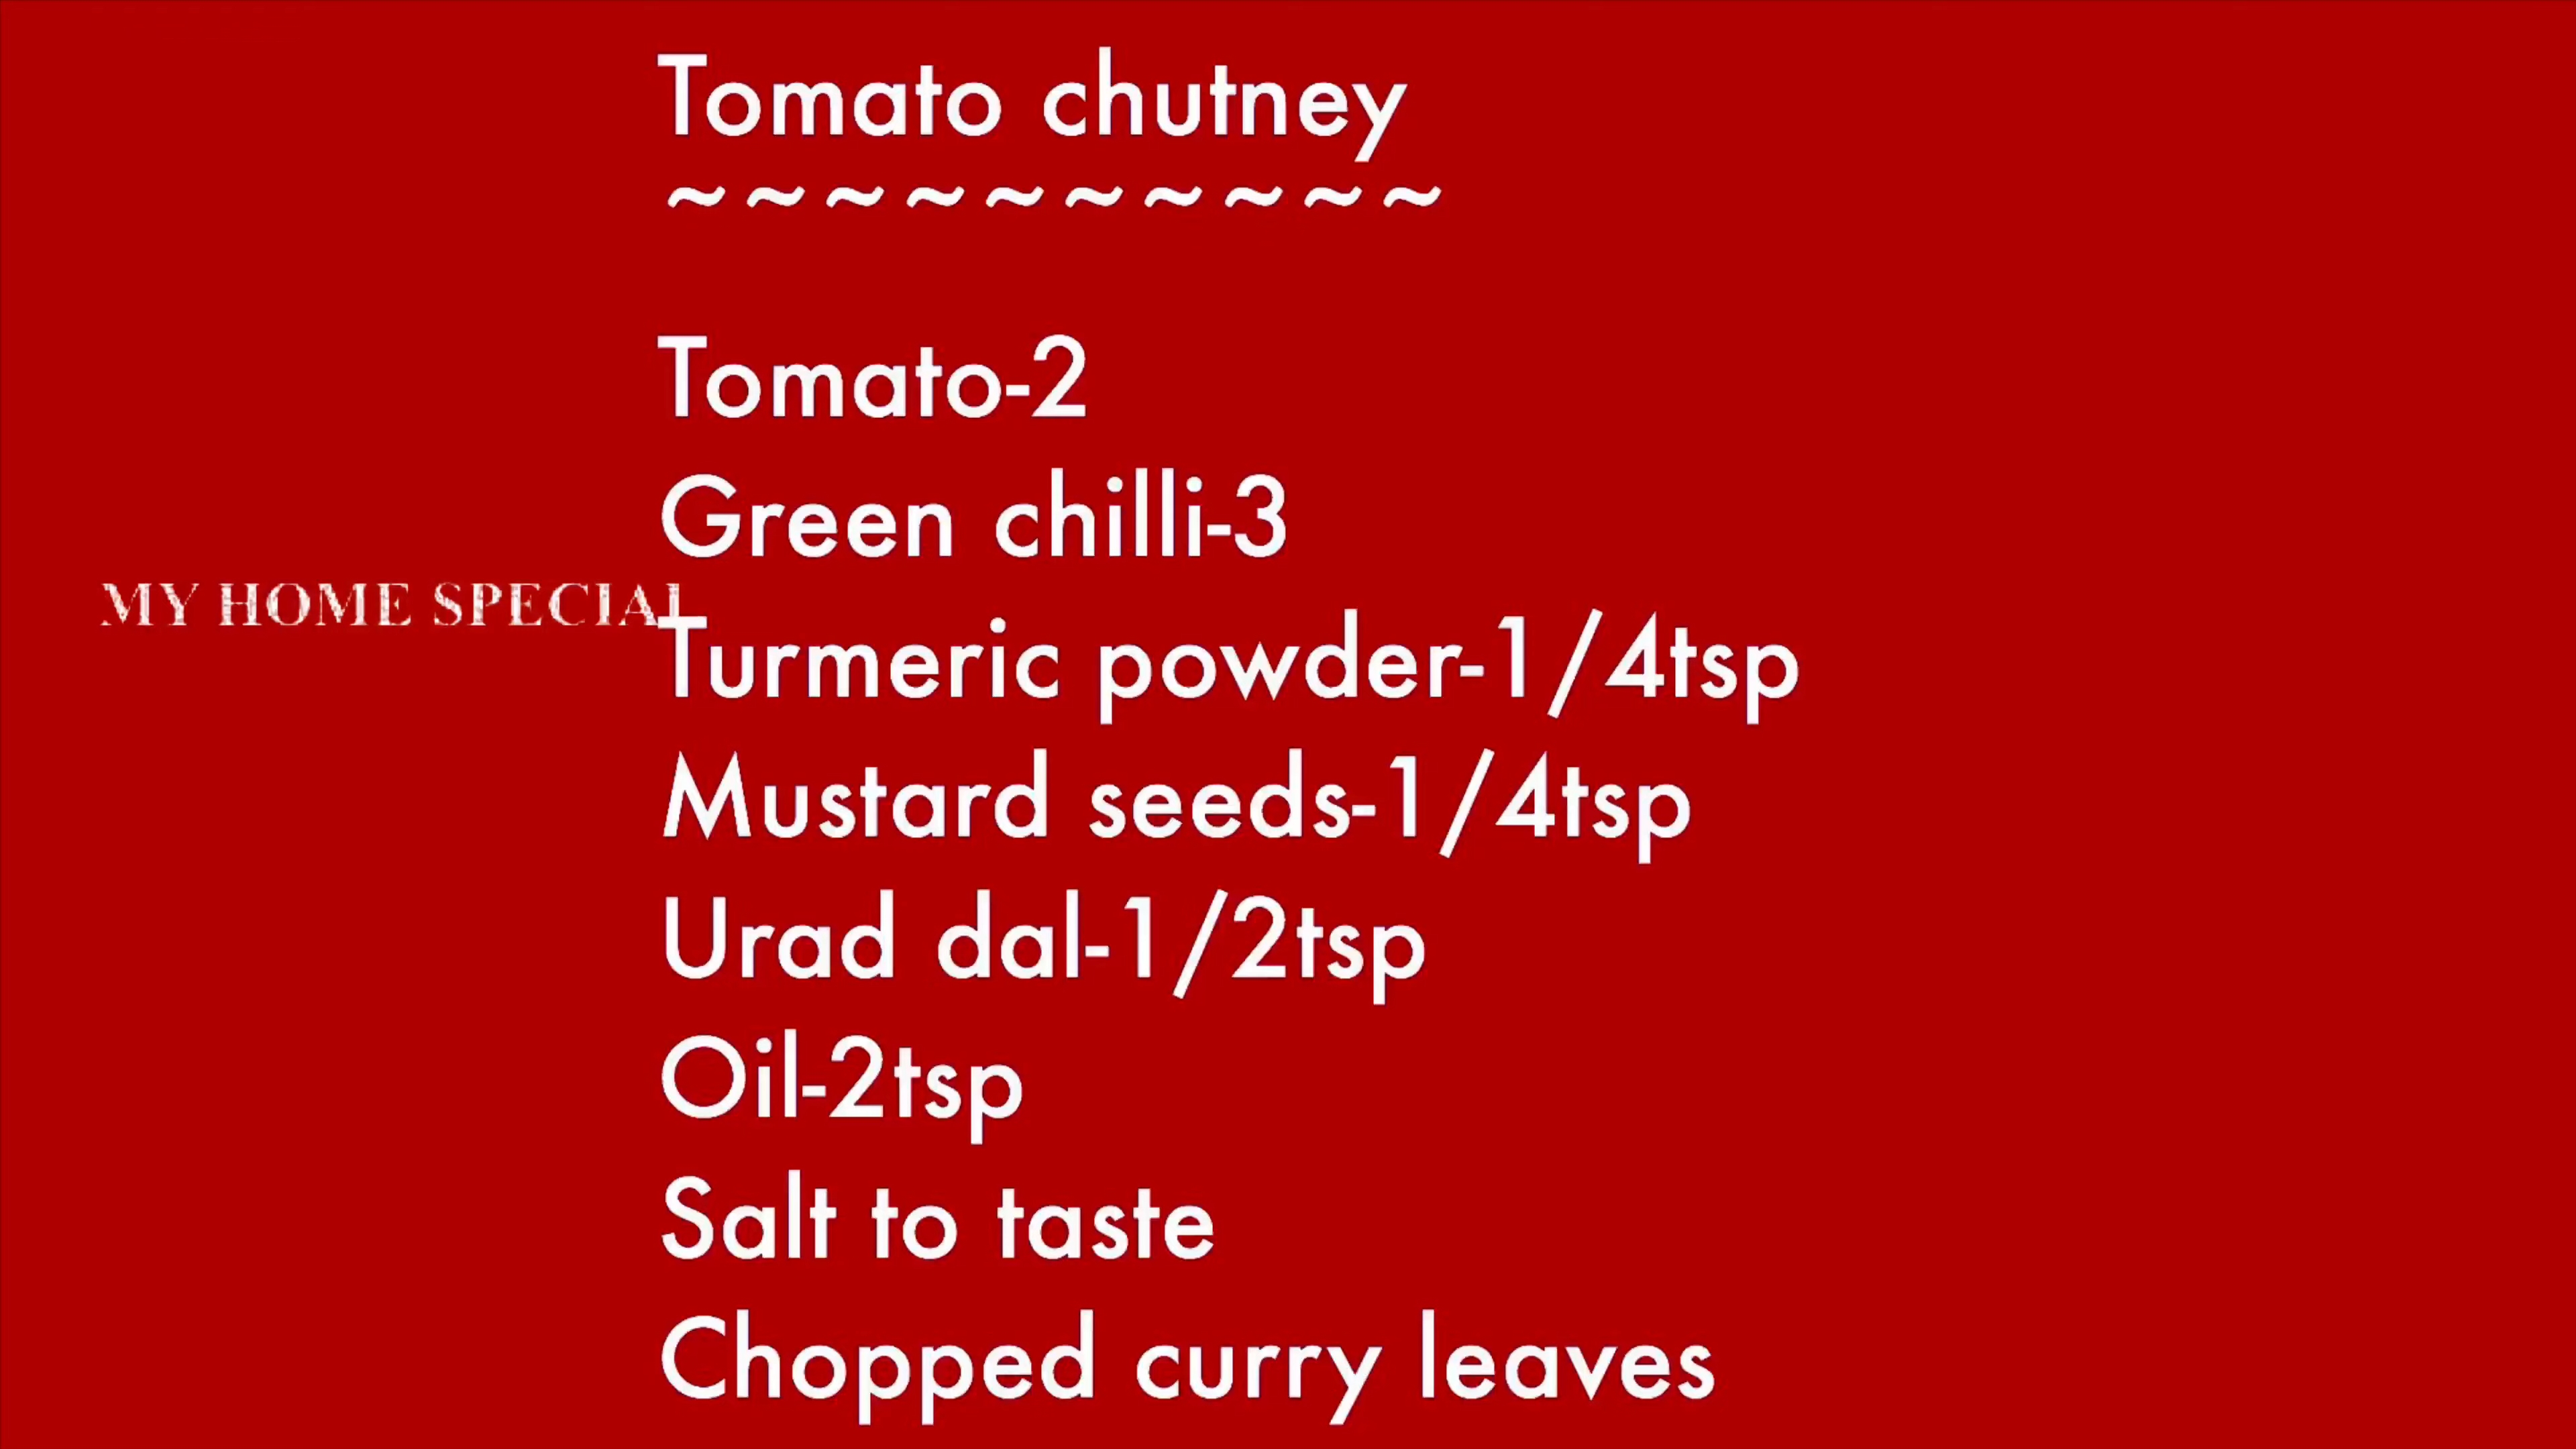 Tomato chutney
~~~~~~~~~~
Tomato-2
Green chilli-3
MY HOME SPECIAL
Turmeric powder-1/4tsp
Mustard seeds-1/4tsp
Urad dal-1/2tsp
Oil-2tsp
Salt to taste
Chopped curry leaves